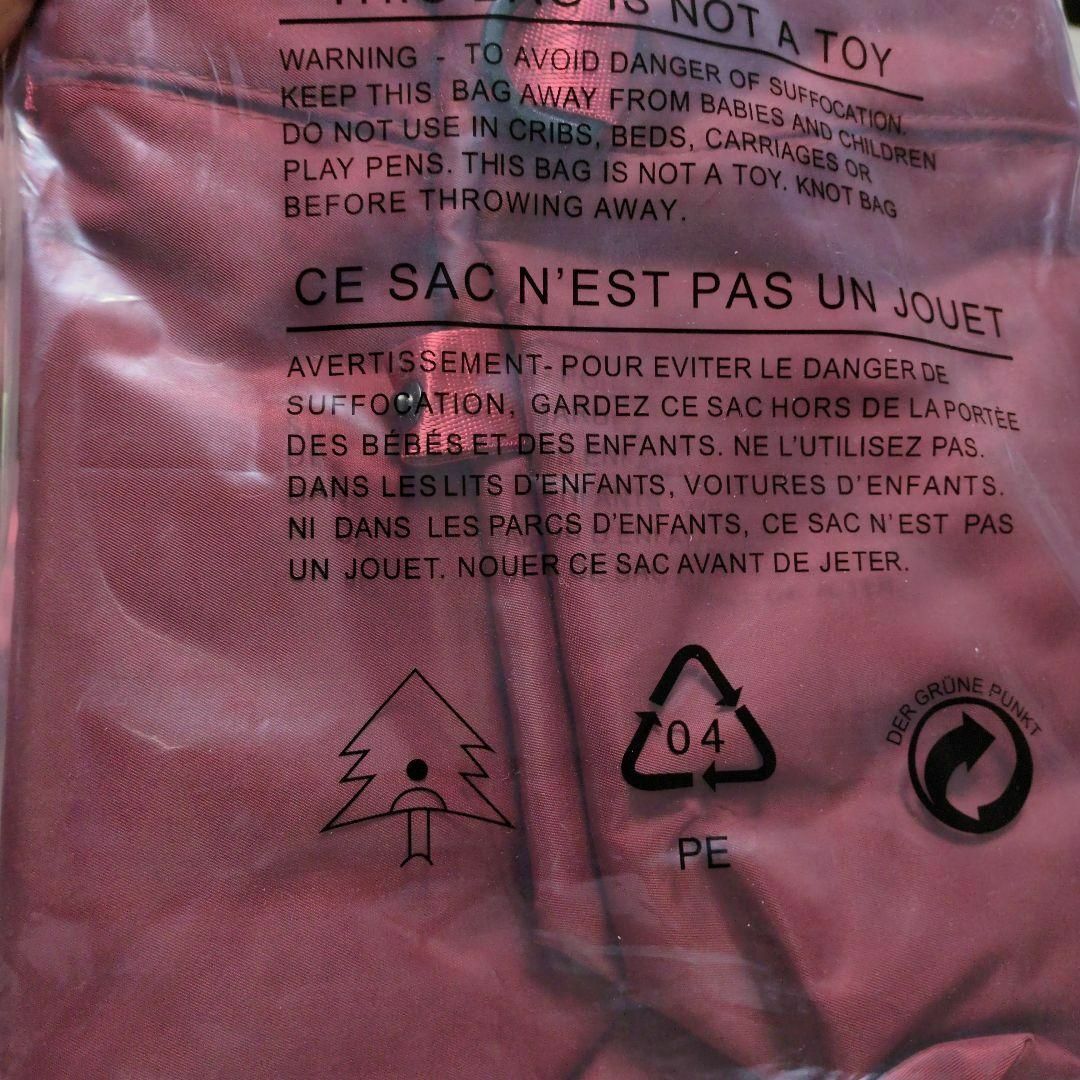 THIS BAG IS NOT A TOY
WARNING - TO AVOID DANGER OF SUFFOCATION.
KEEP THIS BAG AWAY FROM BABIES AND CHILDREN
DO NOT USE IN CRIBS, BEDS, CARRIAGES OR
PLAY PENS. THIS BAG IS NOT A TOY. KNOT BAG
BEFORE THROWING AWAY.
CE SAC N'EST PAS UN JOUET
AVERTISSEMENT- POUR EVITER LE DANGER DE
SUFFOCATION, GARDEZ CE SAC HORS DE LA PORTÈE
DES BÉBÉS ET DES ENFANTS. NE L'UTILISEZ PAS.
DANS LES LITS D'ENFANTS, VOITURES D'ENFANTS.
NI DANS LES PARCS D'ENFANTS, CE SAC N'EST PAS
UN JOUET. NOUER CE SAC AVANT DE JETER.
04
PE
DER GRÜNE PUNKT